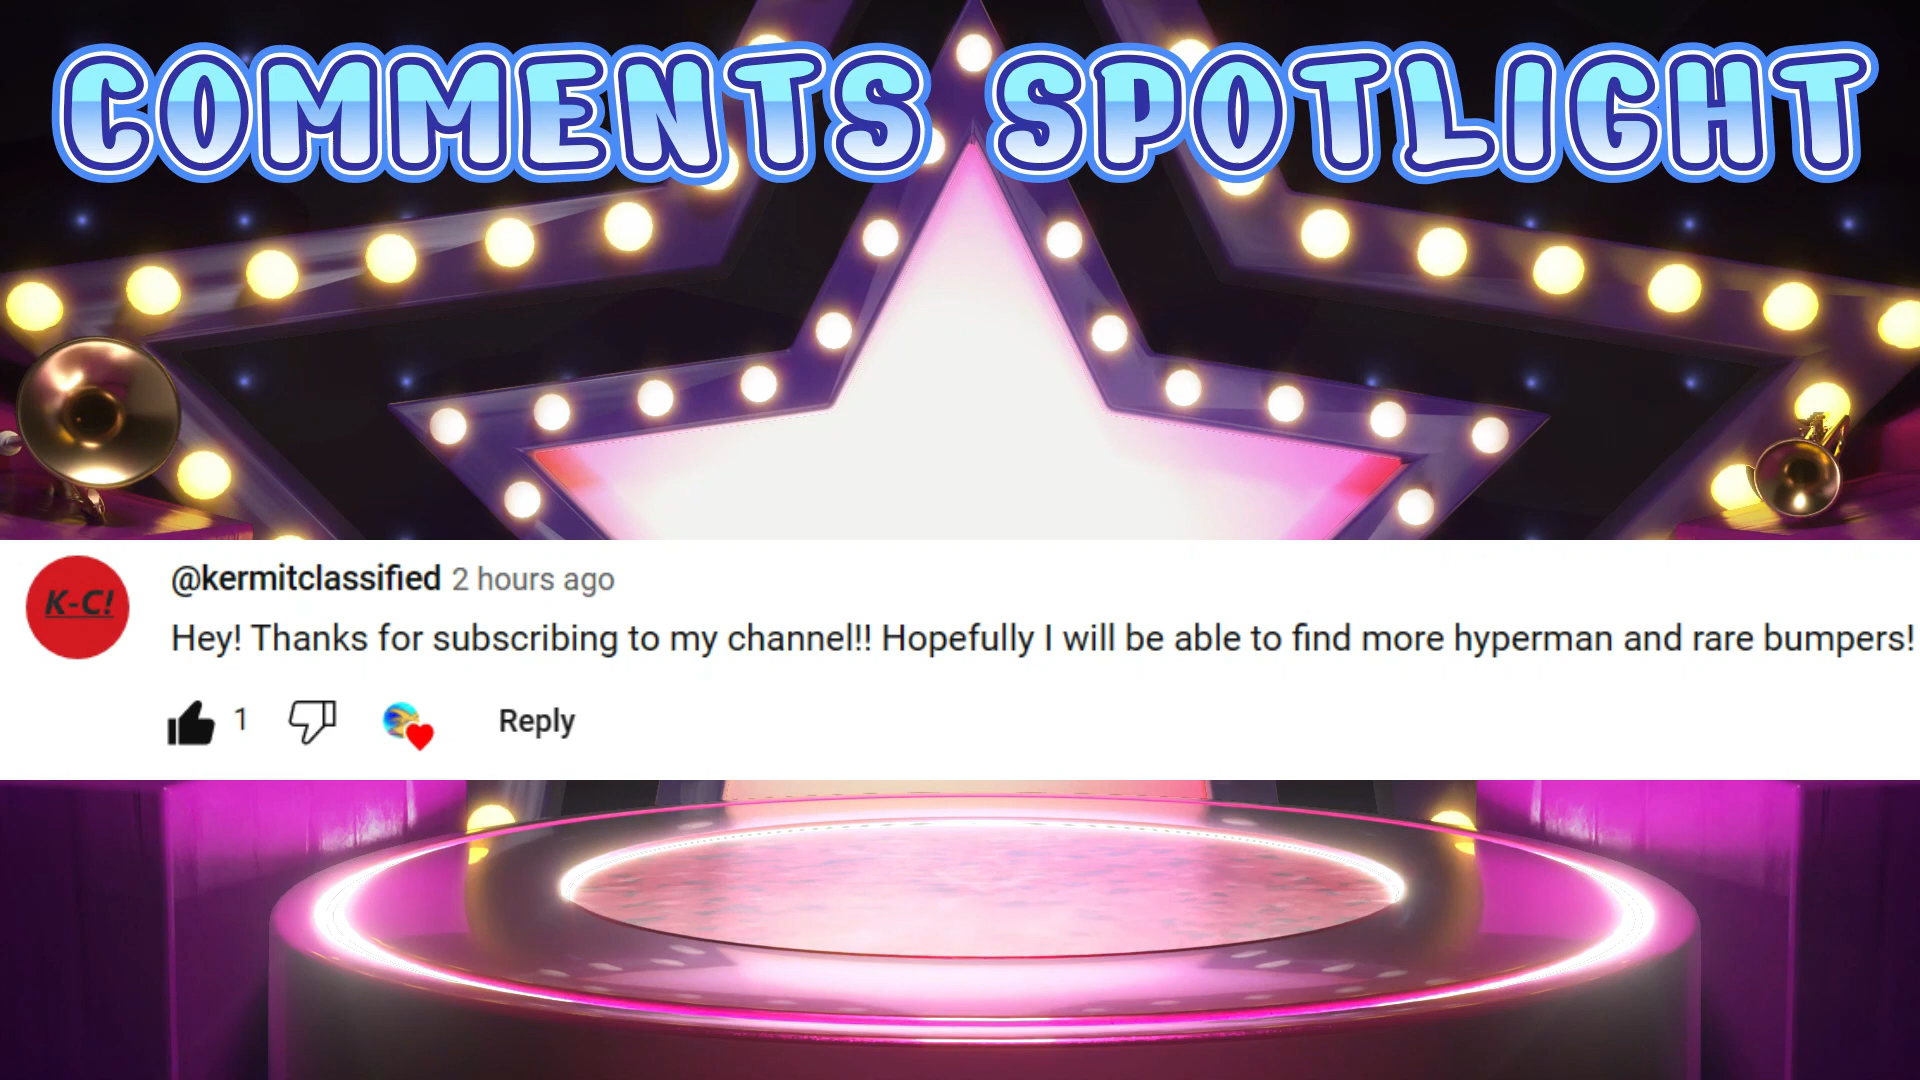 COMMENTS SPOTLIGHT
@kermitclassified 2 hours ago
K-C!
Hey! Thanks for subscribing to my channel!! Hopefully I will be able to find more hyperman and rare bumpers!
1 Reply